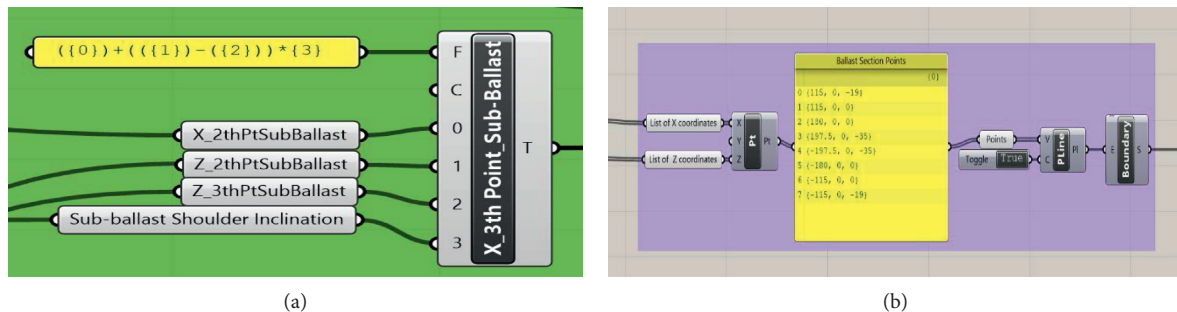 ({0})+(({1})-({2}))*{3}
F
C
0
1
2
3
X_3th Point_Sub-Ballast
T
X_2thPtSubBallast
Z_2thPtSubBallast
Z_3thPtSubBallast
Sub-ballast Shoulder Inclination
(a)
List of X coordinates
List of Z coordinates
X
Y
Z
Pt
Pt
Ballast Section Points
{0}
0 {115, 0, -19}
1 {115, 0, 0}
2 {180, 0, 0}
3 {197.5, 0, -35}
4 {-197.5, 0, -35}
5 {-180, 0, 0}
6 {-115, 0, 0}
7 {-115, 0, -19}
Points
Toggle True
V
C
PLine
Pl
E
Boundary
S
(b)